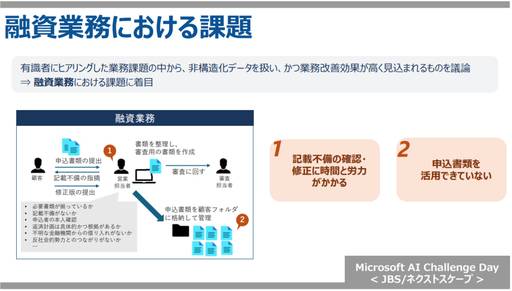 融資業務における課題
有識者にヒアリングした業務課題の中から、非構造化データを扱い、かつ業務改善効果が高く見込まれるものを議論
⇒ 融資業務における課題に着目
融資業務
申込書類の提出
記載不備の指摘
修正版の提出
顧客
1
営業
担当者
書類を整理し、
審査用の書類を作成
審査に回す
審査
担当者
申込書類を顧客フォルダ
に格納して管理
2
• 必要書類が揃っているか
• 記載不備がないか
• 申込者の本人確認
• 返済計画は具体的かつ根拠があるか
• 不明な金融機関からの借り入れがないか
• 反社会的勢力とのつながりがないか
...
1
記載不備の確認・
修正に時間と労力
がかかる
2
申込書類を
活用できていない
Microsoft AI Challenge Day
< JBS/ネクストスケープ >